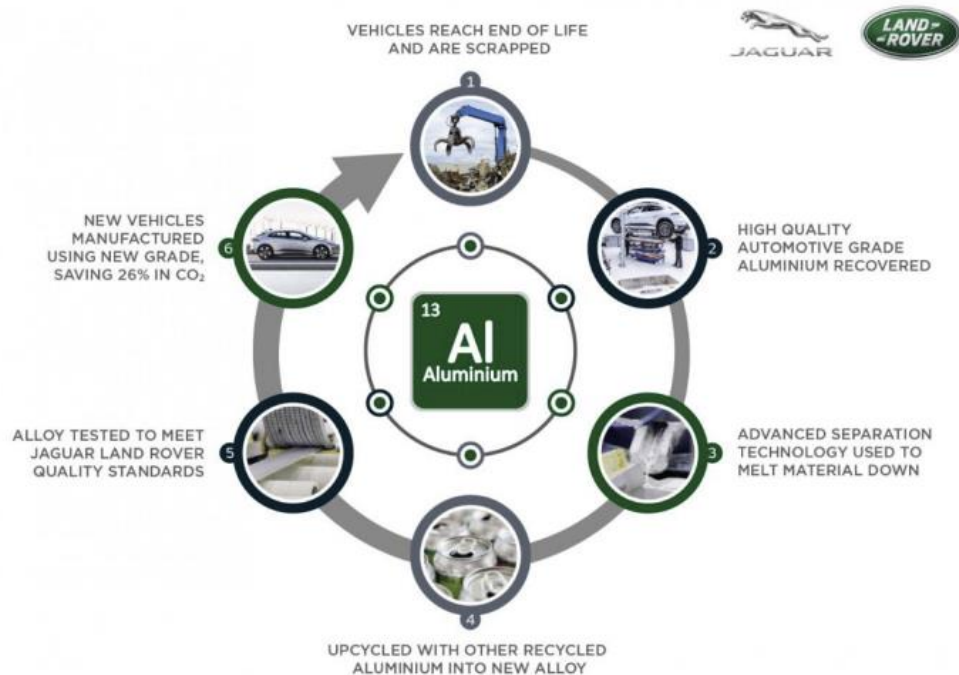 JAGUAR
LAND-
-ROVER
VEHICLES REACH END OF LIFE
AND ARE SCRAPPED
1
2
HIGH QUALITY
AUTOMOTIVE GRADE
ALUMINIUM RECOVERED
3
ADVANCED SEPARATION
TECHNOLOGY USED TO
MELT MATERIAL DOWN
4
UPCYCLED WITH OTHER RECYCLED
ALUMINIUM INTO NEW ALLOY
5
ALLOY TESTED TO MEET
JAGUAR LAND ROVER
QUALITY STANDARDS
6
NEW VEHICLES
MANUFACTURED
USING NEW GRADE,
SAVING 26% IN CO₂
13
Al
Aluminium